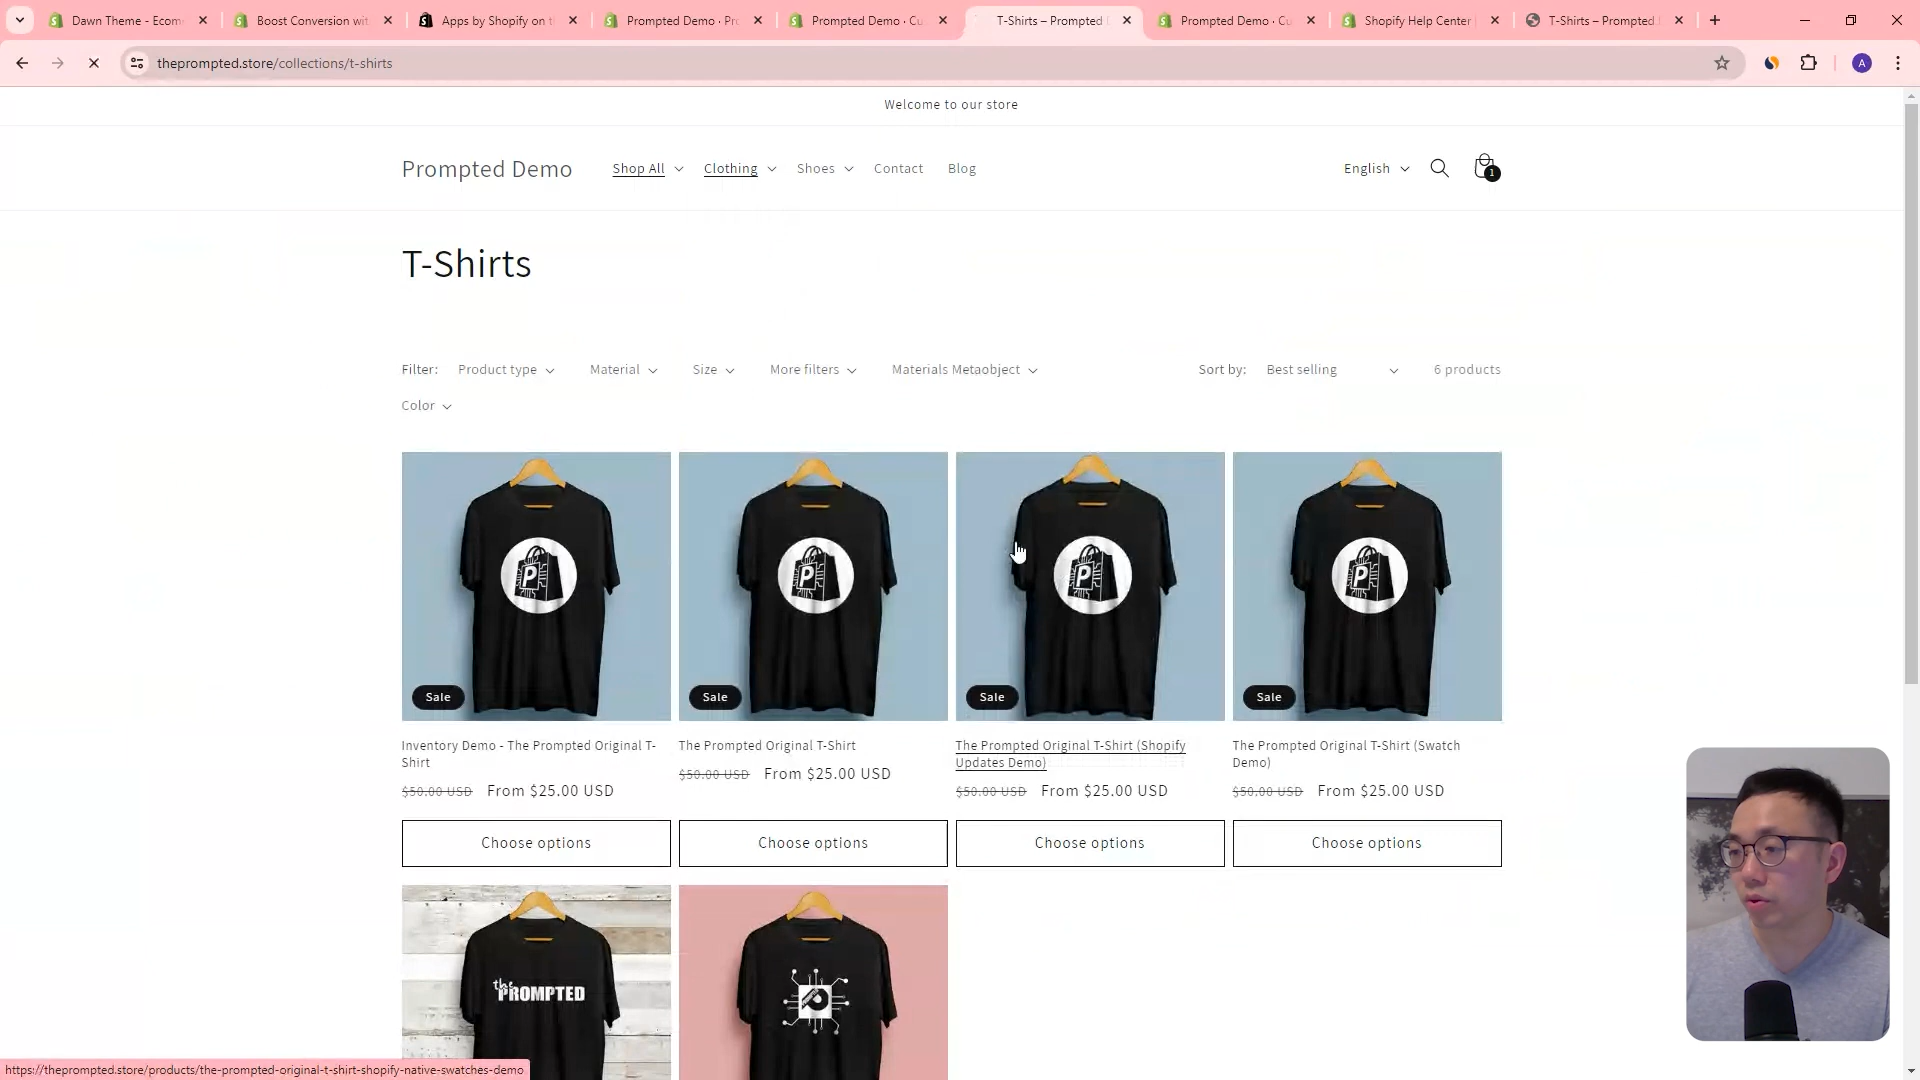 Dawn Theme - Ecom
Boost Conversion wit
Apps by Shopify on t
Prompted Demo · Pr
Prompted Demo · Cu
T-Shirts – Prompted
Prompted Demo · Cu
Shopify Help Center
T-Shirts – Prompted
theprompted.store/collections/t-shirts
A
Welcome to our store
Prompted Demo
Shop All
Clothing
Shoes
Contact
Blog
English
1
T-Shirts
Filter:
Product type
Material
Size
More filters
Materials Metaobject
Sort by:
Best selling
6 products
Color
P
P
P
P
Sale
Sale
Sale
Sale
Inventory Demo - The Prompted Original T-
Shirt
$50.00 USD From $25.00 USD
The Prompted Original T-Shirt
$50.00 USD From $25.00 USD
The Prompted Original T-Shirt (Shopify
Updates Demo)
$50.00 USD From $25.00 USD
The Prompted Original T-Shirt (Swatch
Demo)
$50.00 USD From $25.00 USD
Choose options
Choose options
Choose options
Choose options
the
PROMPTED
https://theprompted.store/products/the-prompted-original-t-shirt-shopify-native-swatches-demo